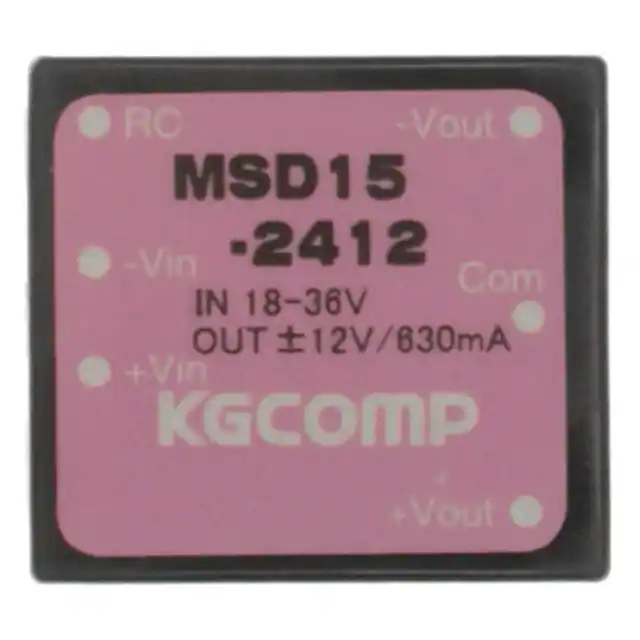 RC
-Vout
MSD15
-2412
-Vin
Com
IN 18-36V
OUT ±12V/630mA
+Vin
KGCOMP
+Vout